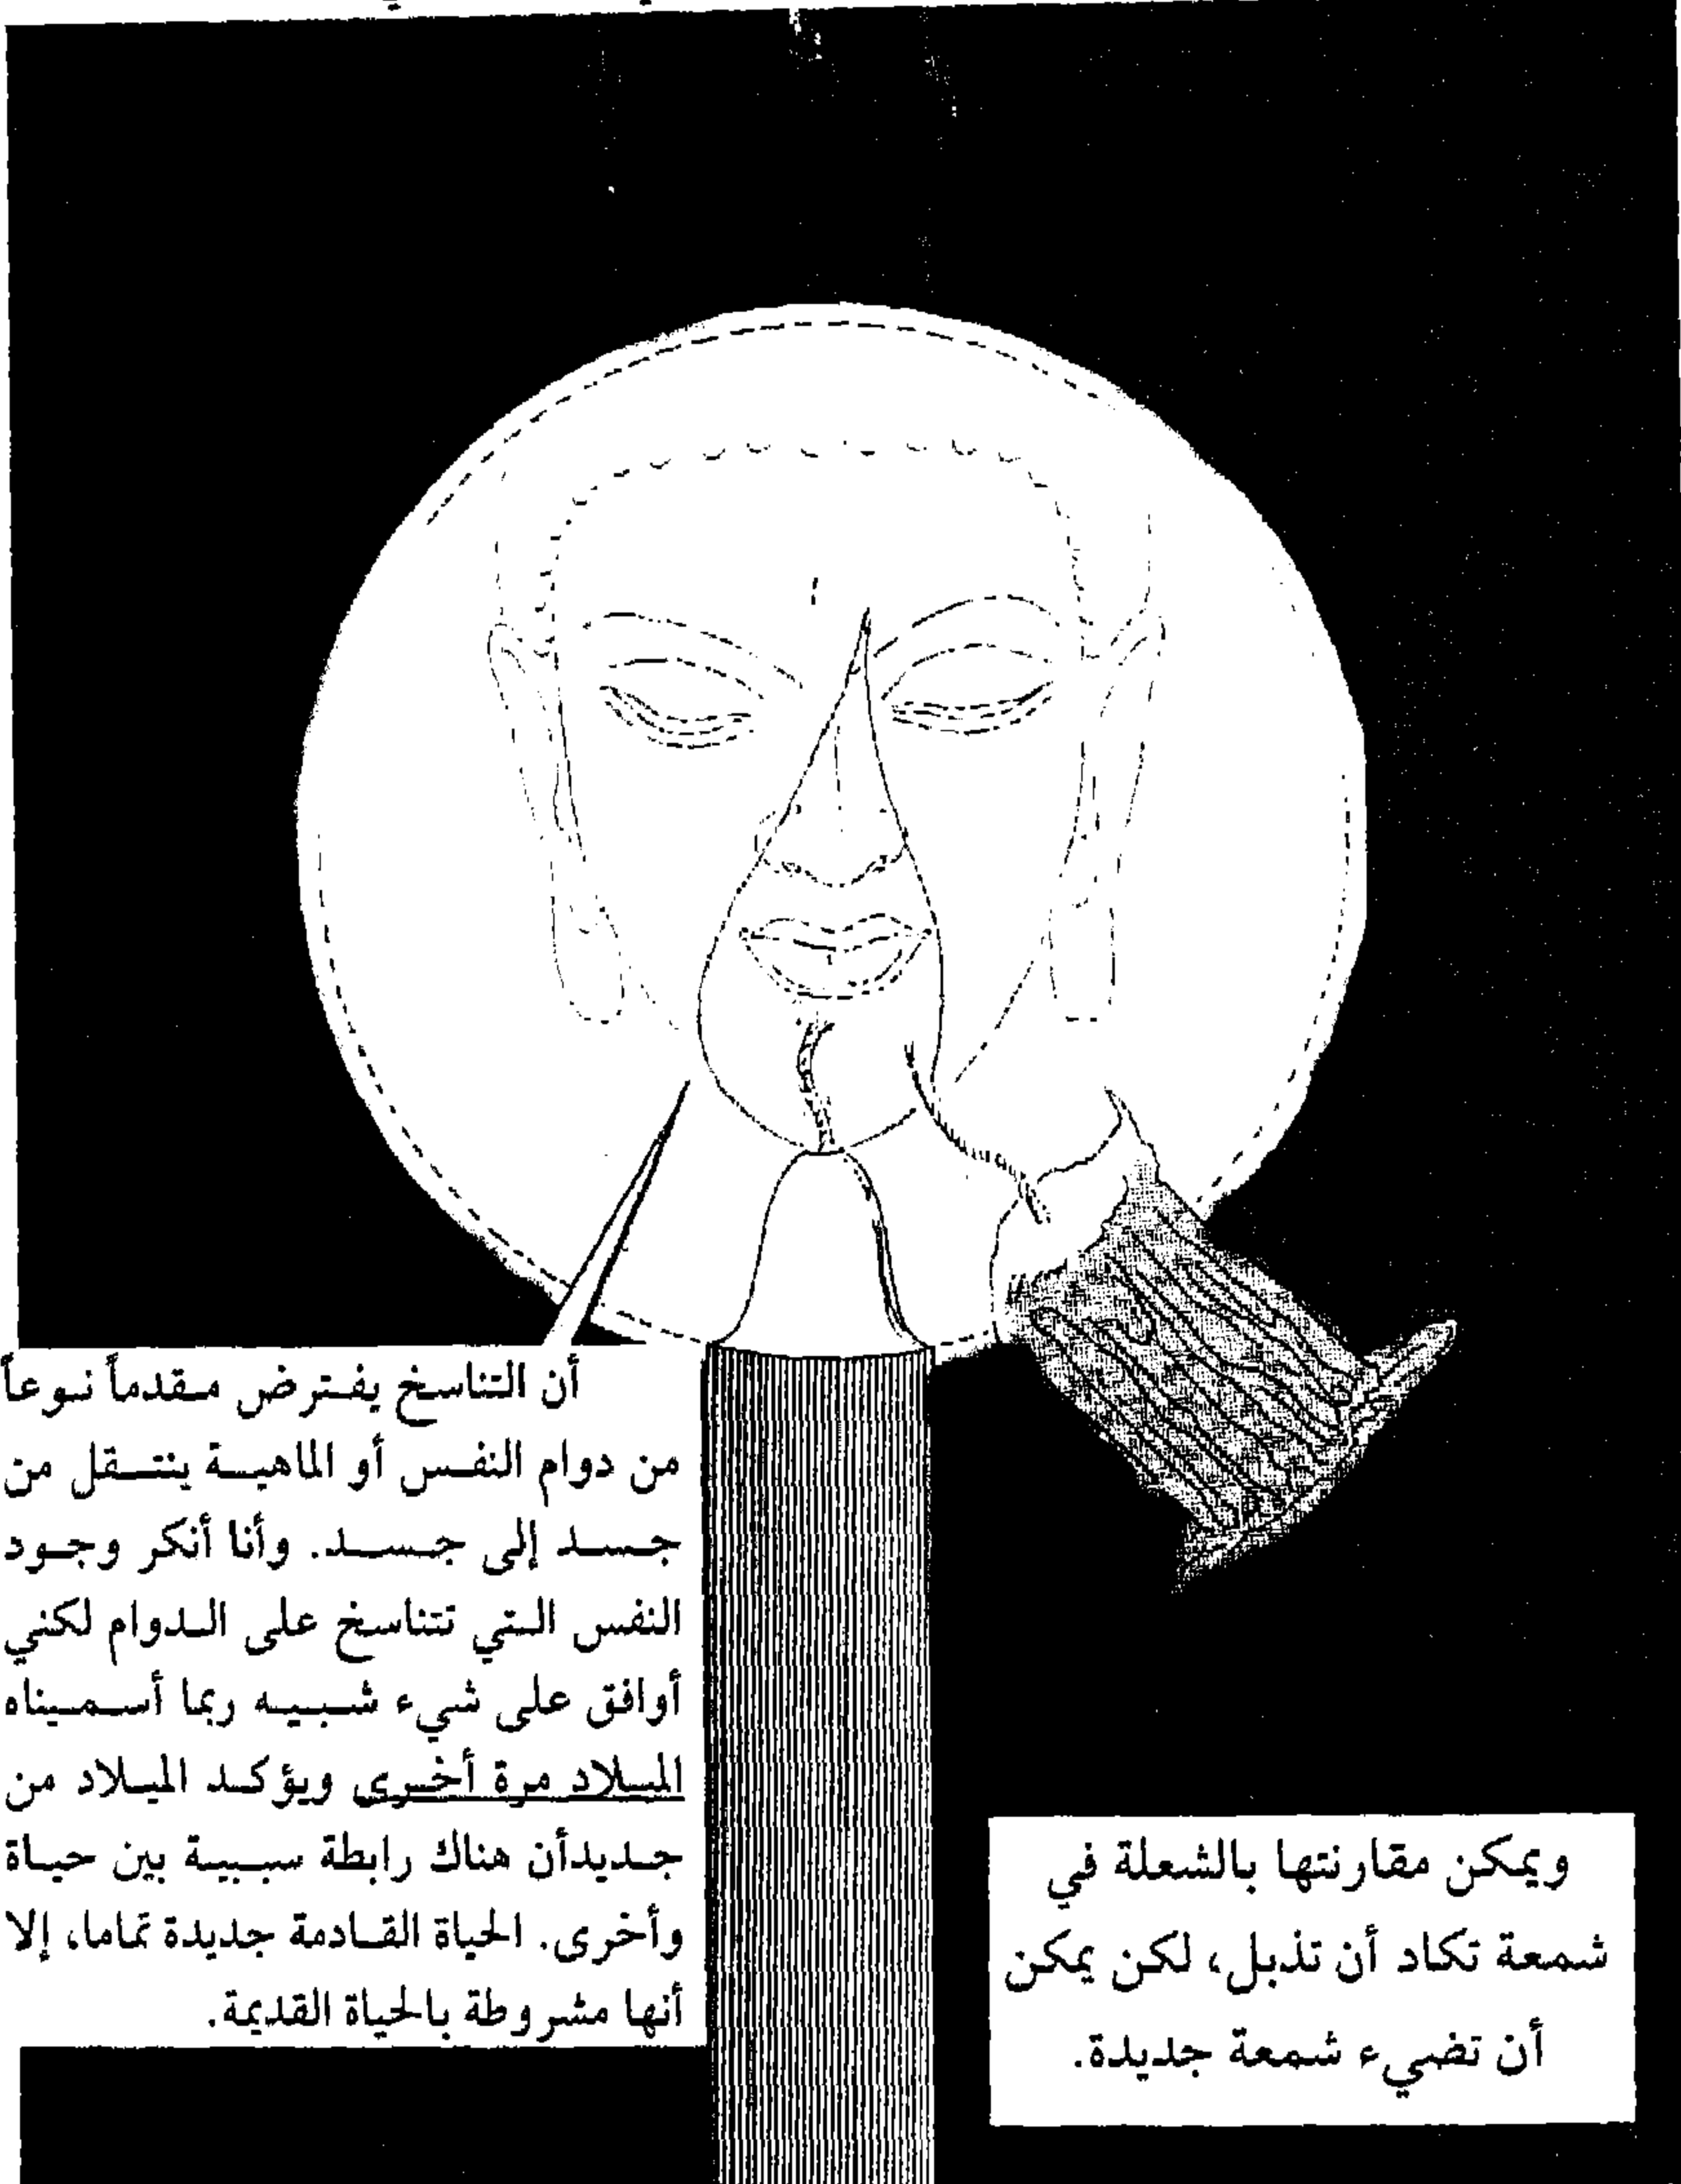 أن التناسخ يفترض مقدماً نوعاً
من دوام النفس أو الماهية ينتقل من
جسد إلى جسد. وأنا أنكر وجود
النفس التي تتناسخ على الدوام لكني
أوافق على شيء شبيه ربما أسميناه
الميلاد مرة أخرى ويؤكد الميلاد من
جديدأن هناك رابطة سببية بين حياة
وأخرى. الحياة القادمة جديدة تماما، إلا
أنها مشروطة بالحياة القديمة.
ويمكن مقارنتها بالشعلة في
شمعة تكاد أن تذبل، لكن يمكن
أن تضيء شمعة جديدة.